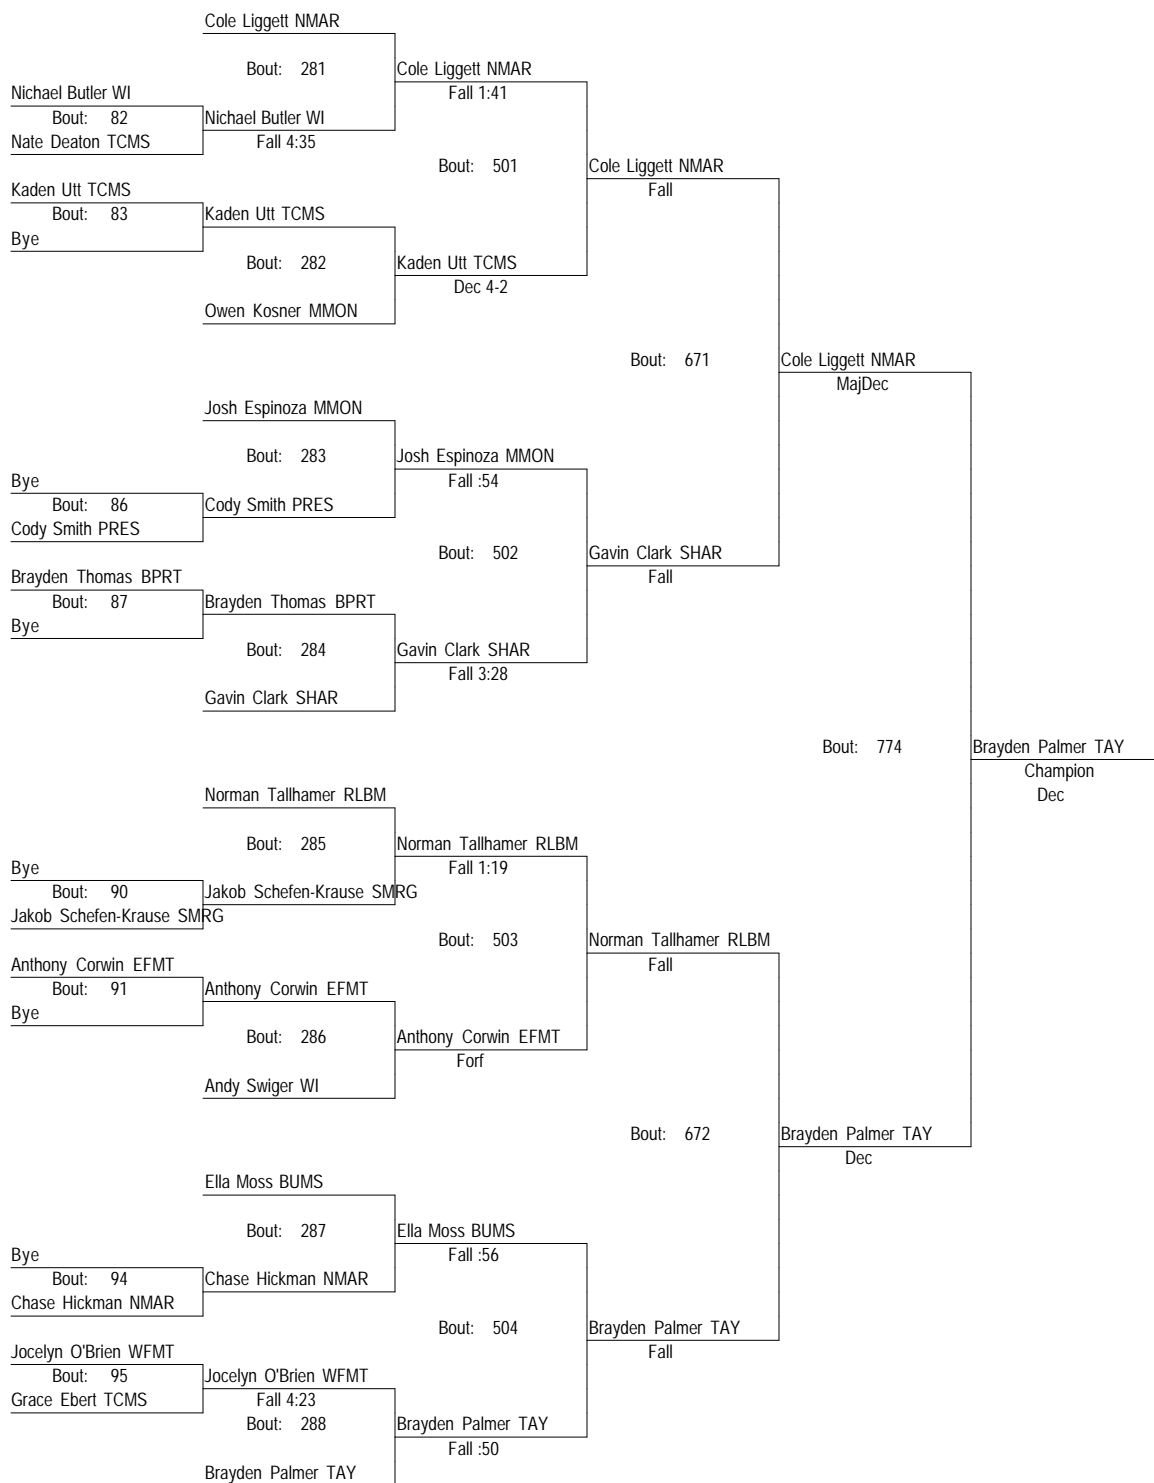 Cole Liggett NMAR
Bout: 281
Cole Liggett NMAR
Fall 1:41
Nichael Butler WI
Bout: 82
Nichael Butler WI
Nate Deaton TCMS
Fall 4:35
Bout: 501
Cole Liggett NMAR
Fall
Kaden Utt TCMS
Bout: 83
Kaden Utt TCMS
Bye
Bout: 282
Kaden Utt TCMS
Dec 4-2
Owen Kosner MMON
Bout: 671
Cole Liggett NMAR
MajDec
Josh Espinoza MMON
Bout: 283
Josh Espinoza MMON
Fall :54
Bye
Bout: 86
Cody Smith PRES
Cody Smith PRES
Bout: 502
Gavin Clark SHAR
Fall
Brayden Thomas BPRT
Bout: 87
Brayden Thomas BPRT
Bye
Bout: 284
Gavin Clark SHAR
Fall 3:28
Gavin Clark SHAR
Bout: 774
Brayden Palmer TAY
Champion
Dec
Norman Tallhamer RLBM
Bout: 285
Norman Tallhamer RLBM
Fall 1:19
Bye
Bout: 90
Jakob Schefen-Krause SMRG
Jakob Schefen-Krause SMRG
Bout: 503
Norman Tallhamer RLBM
Fall
Anthony Corwin EFMT
Bout: 91
Anthony Corwin EFMT
Bye
Bout: 286
Anthony Corwin EFMT
Forf
Andy Swiger WI
Bout: 672
Brayden Palmer TAY
Dec
Ella Moss BUMS
Bout: 287
Ella Moss BUMS
Fall :56
Bye
Bout: 94
Chase Hickman NMAR
Chase Hickman NMAR
Bout: 504
Brayden Palmer TAY
Fall
Jocelyn O'Brien WFMT
Bout: 95
Jocelyn O'Brien WFMT
Grace Ebert TCMS
Fall 4:23
Bout: 288
Brayden Palmer TAY
Fall :50
Brayden Palmer TAY